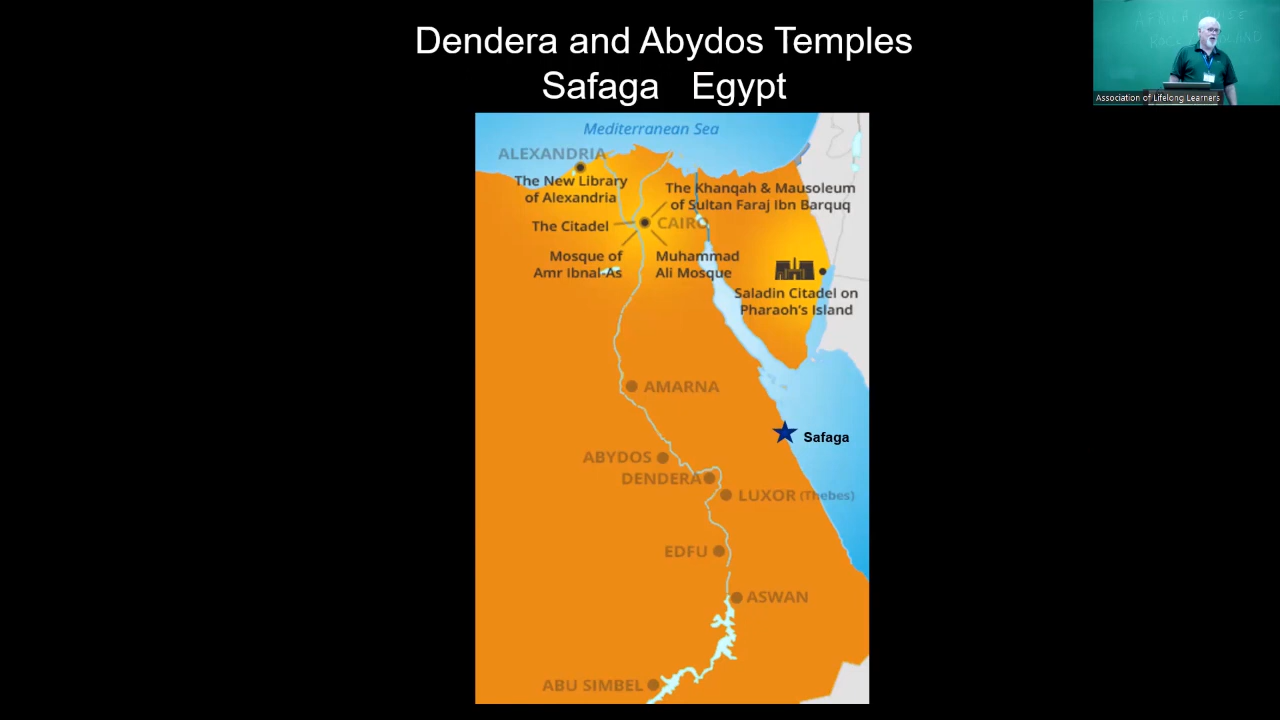 Dendera and Abydos Temples
Safaga Egypt
AFRICA
Association of Lifelong Learners
Mediterranean Sea
ALEXANDRIA
The New Library
of Alexandria
The Khanqah & Mausoleum
of Sultan Faraj Ibn Barquq
The Citadel
CAIRO
Mosque of
Amr Ibnal-As
Muhammad
Ali Mosque
Saladin Citadel on
Pharaoh's Island
AMARNA
Safaga
ABYDOS
DENDERA
LUXOR (Thebes)
EDFU
ASWAN
ABU SIMBEL